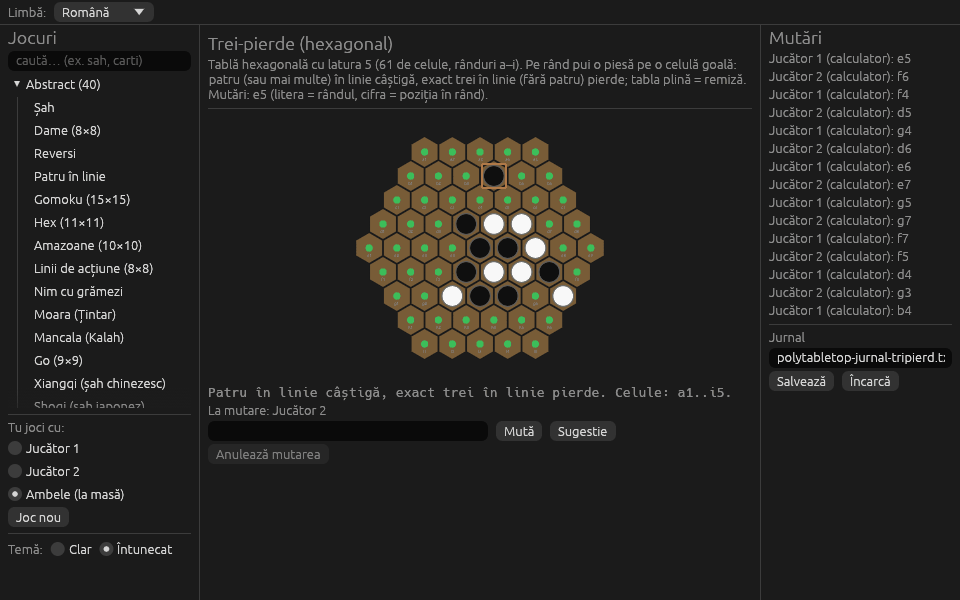 Limbă: Română
Jocuri
caută... (ex. sah, carti)
Abstract (40)
Șah
Dame (8×8)
Reversi
Patru în linie
Gomoku (15×15)
Hex (11×11)
Amazoane (10×10)
Linii de acțiune (8×8)
Nim cu grămezi
Moara (Țintar)
Mancala (Kalah)
Go (9×9)
Xiangqi (șah chinezesc)
Shogi (șah japonez)
Tu joci cu:
Jucător 1
Jucător 2
Ambele (la masă)
Joc nou
Temă: Clar Întunecat
Trei-pierde (hexagonal)
Tablă hexagonală cu latura 5 (61 de celule, rânduri a–i). Pe rând pui o piesă pe o celulă goală:
patru (sau mai multe) în linie câștigă, exact trei în linie (fără patru) pierde; tabla plină = remiză.
Mutări: e5 (litera = rândul, cifra = poziția în rând).
Patru în linie câștigă, exact trei în linie pierde. Celule: a1..i5.
La mutare: Jucător 2
Mută Sugestie
Anulează mutarea
Mutări
Jucător 1 (calculator): e5
Jucător 2 (calculator): f6
Jucător 1 (calculator): f4
Jucător 2 (calculator): d5
Jucător 1 (calculator): g4
Jucător 2 (calculator): d6
Jucător 1 (calculator): e6
Jucător 2 (calculator): e7
Jucător 1 (calculator): g5
Jucător 2 (calculator): g7
Jucător 1 (calculator): f7
Jucător 2 (calculator): f5
Jucător 1 (calculator): d4
Jucător 2 (calculator): g3
Jucător 1 (calculator): b4
Jurnal
polytabletop-jurnal-tripierd.tx
Salvează Încarcă